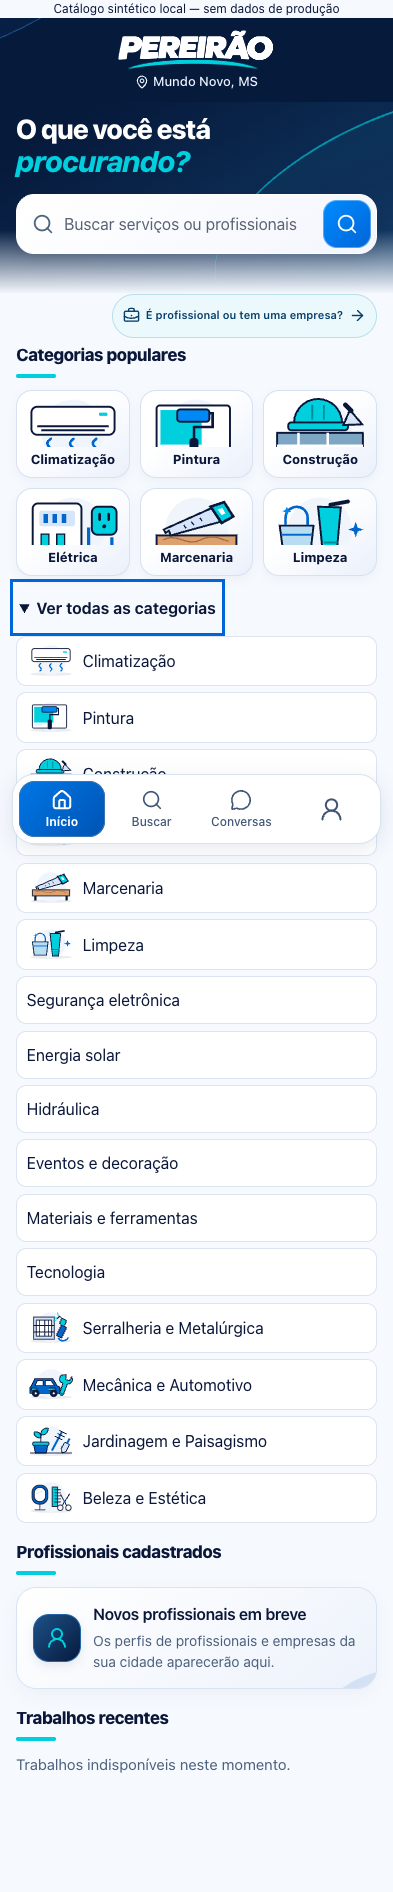 Catálogo sintético local — sem dados de produção
PEREIRÃO
Mundo Novo, MS
O que você está
procurando?
Buscar serviços ou profissionais
É profissional ou tem uma empresa?
Categorias populares
Climatização
Pintura
Construção
Elétrica
Marcenaria
Limpeza
▼ Ver todas as categorias
Climatização
Pintura
Construção
Início
Buscar
Conversas
Marcenaria
Limpeza
Segurança eletrônica
Energia solar
Hidráulica
Eventos e decoração
Materiais e ferramentas
Tecnologia
Serralheria e Metalúrgica
Mecânica e Automotivo
Jardinagem e Paisagismo
Beleza e Estética
Profissionais cadastrados
Novos profissionais em breve
Os perfis de profissionais e empresas da
sua cidade aparecerão aqui.
Trabalhos recentes
Trabalhos indisponíveis neste momento.